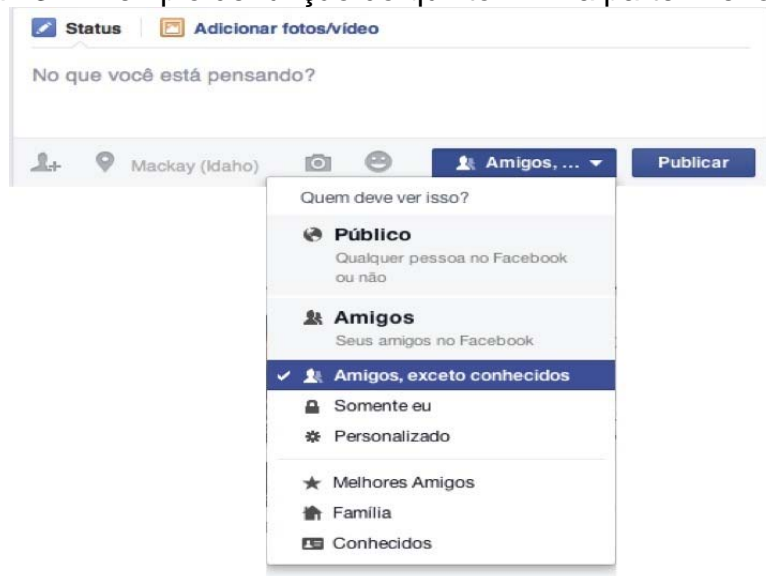 Status Adicionar fotos/vídeo
No que você está pensando?
Mackay (Idaho) Amigos, ... Publicar
Quem deve ver isso?
Público
Qualquer pessoa no Facebook
ou não
Amigos
Seus amigos no Facebook
Amigos, exceto conhecidos
Somente eu
Personalizado
Melhores Amigos
Família
Conhecidos